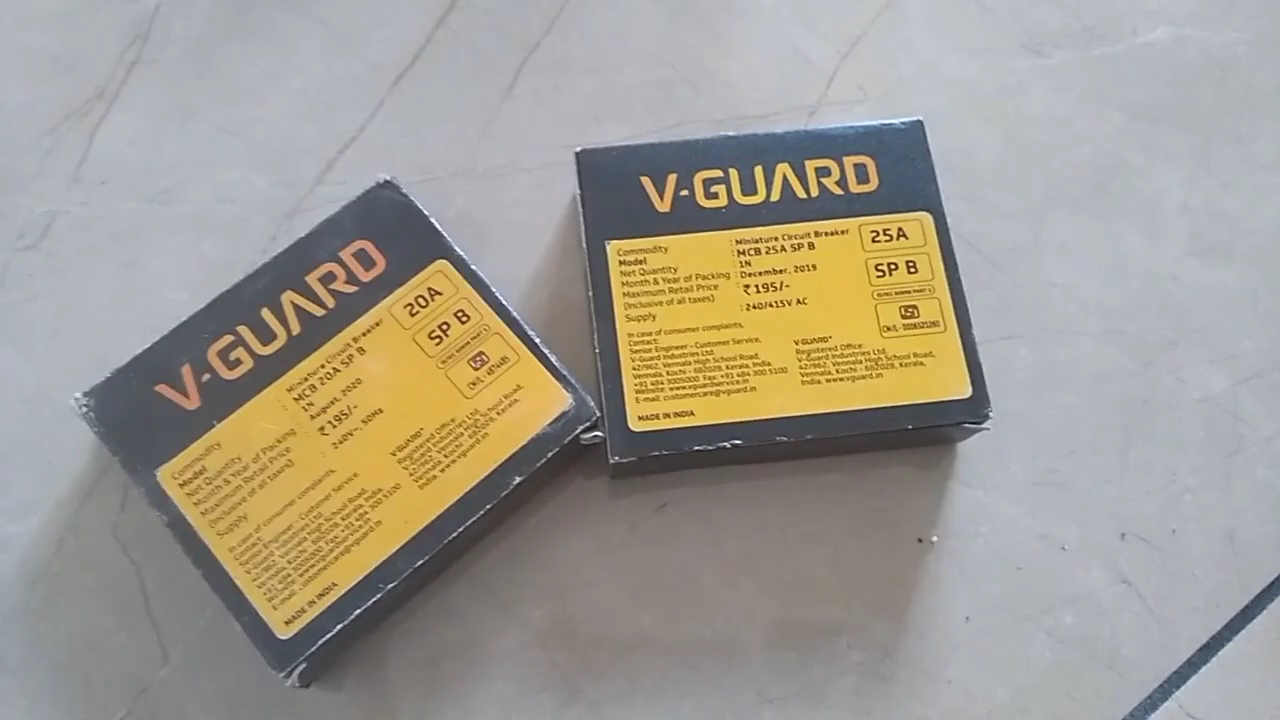 V-GUARD
Commodity : Miniature Circuit Breaker
Model : MCB 20A SP B
Net Quantity : 1N
Month & Year of Packing : August, 2020
Maximum Retail Price : ₹ 195/-
(Inclusive of all taxes)
Supply : 240V~, 50Hz
20A
SP B
CM/L-
In case of consumer complaints,
Contact:
Senior Engineer - Customer Service,
V-Guard Industries Ltd.
42/962, Vennala High School Road,
Vennala, Kochi - 682028, Kerala, India.
+91 484 3005000 Fax: +91 484 300 5100
Website: www.vguardservice.in
E-mail: customercare@vguard.in
V-GUARD
Registered Office:
V-Guard Industries Ltd.
42/962, Vennala High School Road,
Vennala, Kochi - 682028, Kerala,
India. www.vguard.in
MADE IN INDIA
V-GUARD
Commodity : Miniature Circuit Breaker
Model : MCB 25A SP B
Net Quantity : 1N
Month & Year of Packing : December, 2019
Maximum Retail Price : ₹ 195/-
(Inclusive of all taxes)
Supply : 240/415V AC
25A
SP B
CM/L-
In case of consumer complaints,
Contact:
Senior Engineer - Customer Service,
V-Guard Industries Ltd.
42/962, Vennala High School Road,
Vennala, Kochi - 682028, Kerala, India.
+91 484 3005000 Fax: +91 484 300 5100
Website: www.vguardservice.in
E-mail: customercare@vguard.in
V-GUARD
Registered Office:
V-Guard Industries Ltd.
42/962, Vennala High School Road,
Vennala, Kochi - 682028, Kerala,
India. www.vguard.in
MADE IN INDIA